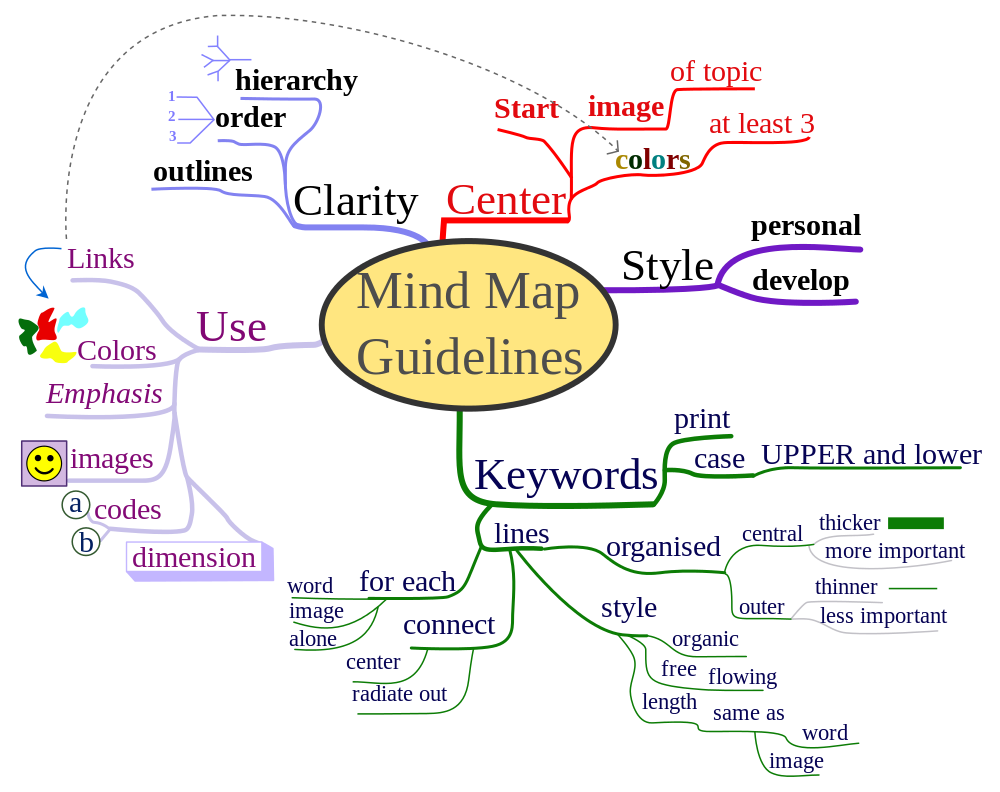 Mind Map
Guidelines
Clarity
hierarchy
1
2
3
order
outlines
Center
Start
image
of topic
colors
at least 3
Style
personal
develop
Keywords
print
case
UPPER and lower
lines
organised
central
thicker
more important
outer
thinner
less important
style
organic
free
flowing
length
same as
word
image
connect
center
radiate out
for each
word
image
alone
Use
Links
Colors
Emphasis
images
codes
a
b
dimension